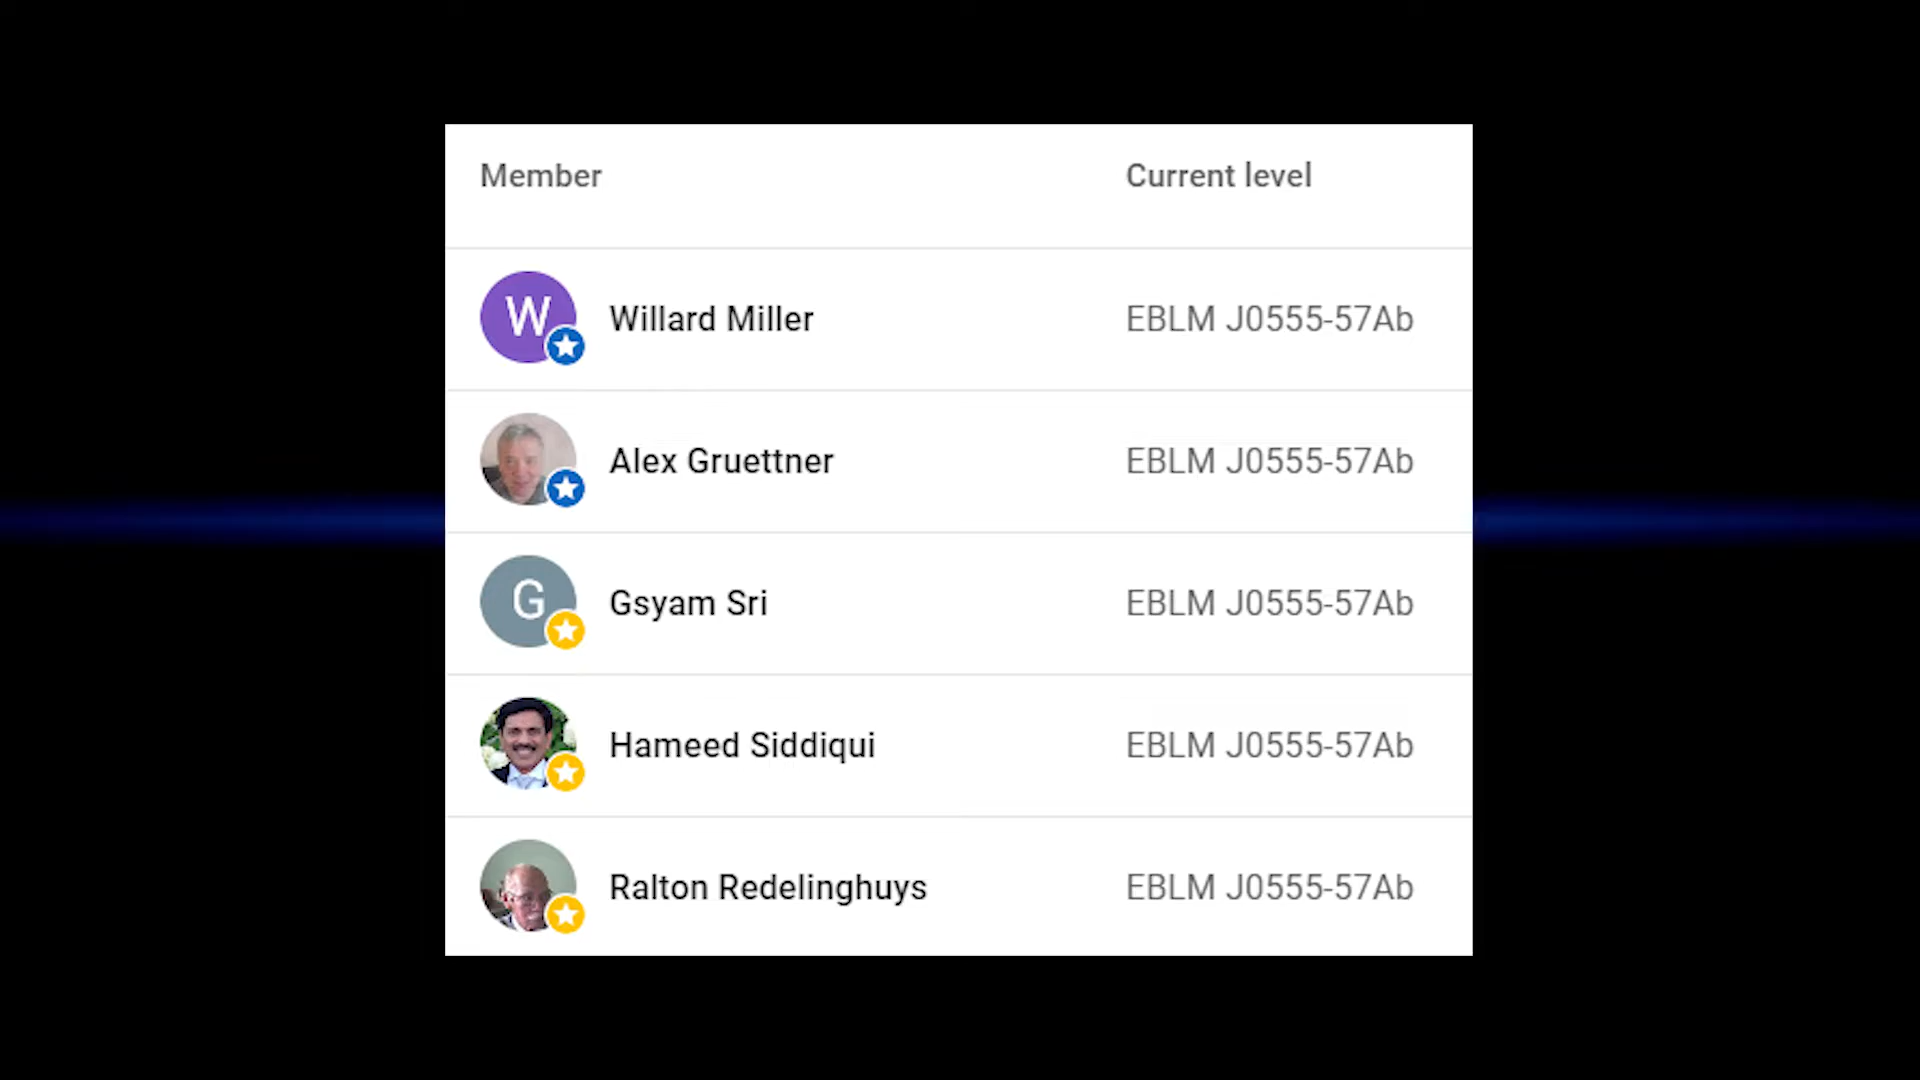 Member Current level
W Willard Miller EBLM J0555-57Ab
Alex Gruettner EBLM J0555-57Ab
G Gsyam Sri EBLM J0555-57Ab
Hameed Siddiqui EBLM J0555-57Ab
Ralton Redelinghuys EBLM J0555-57Ab